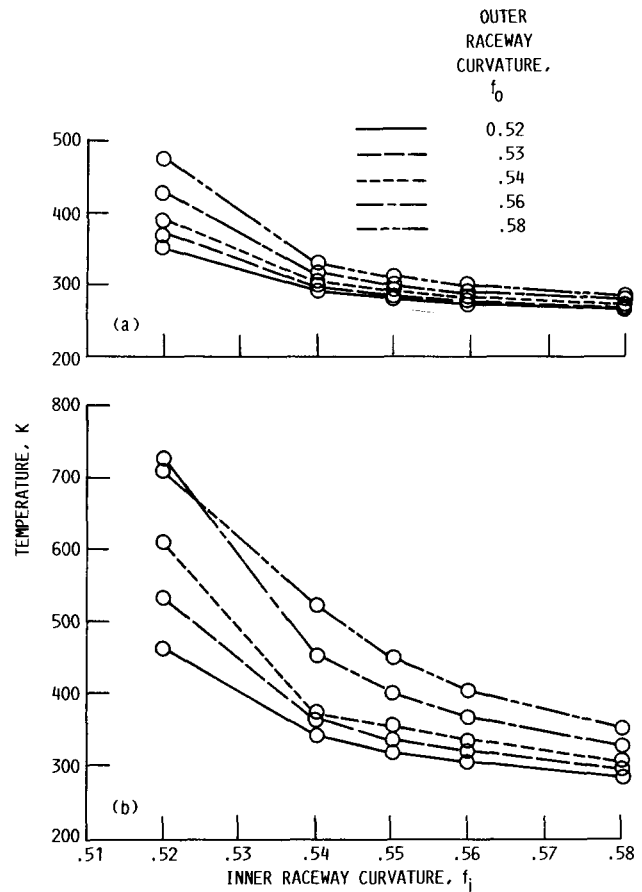 OUTER
RACEWAY
CURVATURE,
f₀
0.52
.53
.54
.56
.58
500
400
300
200
(a)
800
700
600
500
400
300
200
(b)
TEMPERATURE, K
.51 .52 .53 .54 .55 .56 .57 .58
INNER RACEWAY CURVATURE, fᵢ